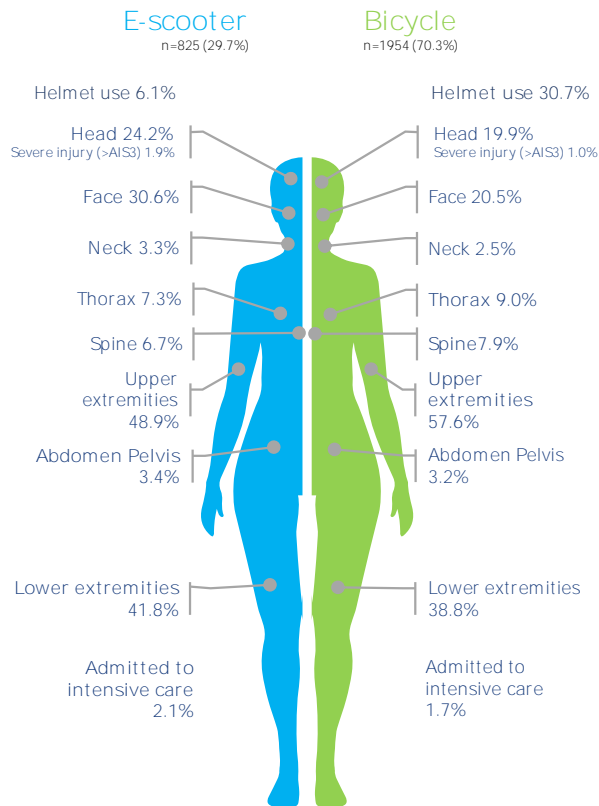 E-scooter
n=825 (29.7%)
Helmet use 6.1%
Head 24.2%
Severe injury (>AIS3) 1.9%
Face 30.6%
Neck 3.3%
Thorax 7.3%
Spine 6.7%
Upper
extremities
48.9%
Abdomen Pelvis
3.4%
Lower extremities
41.8%
Admitted to
intensive care
2.1%
Bicycle
n=1954 (70.3%)
Helmet use 30.7%
Head 19.9%
Severe injury (>AIS3) 1.0%
Face 20.5%
Neck 2.5%
Thorax 9.0%
Spine7.9%
Upper
extremities
57.6%
Abdomen Pelvis
3.2%
Lower extremities
38.8%
Admitted to
intensive care
1.7%